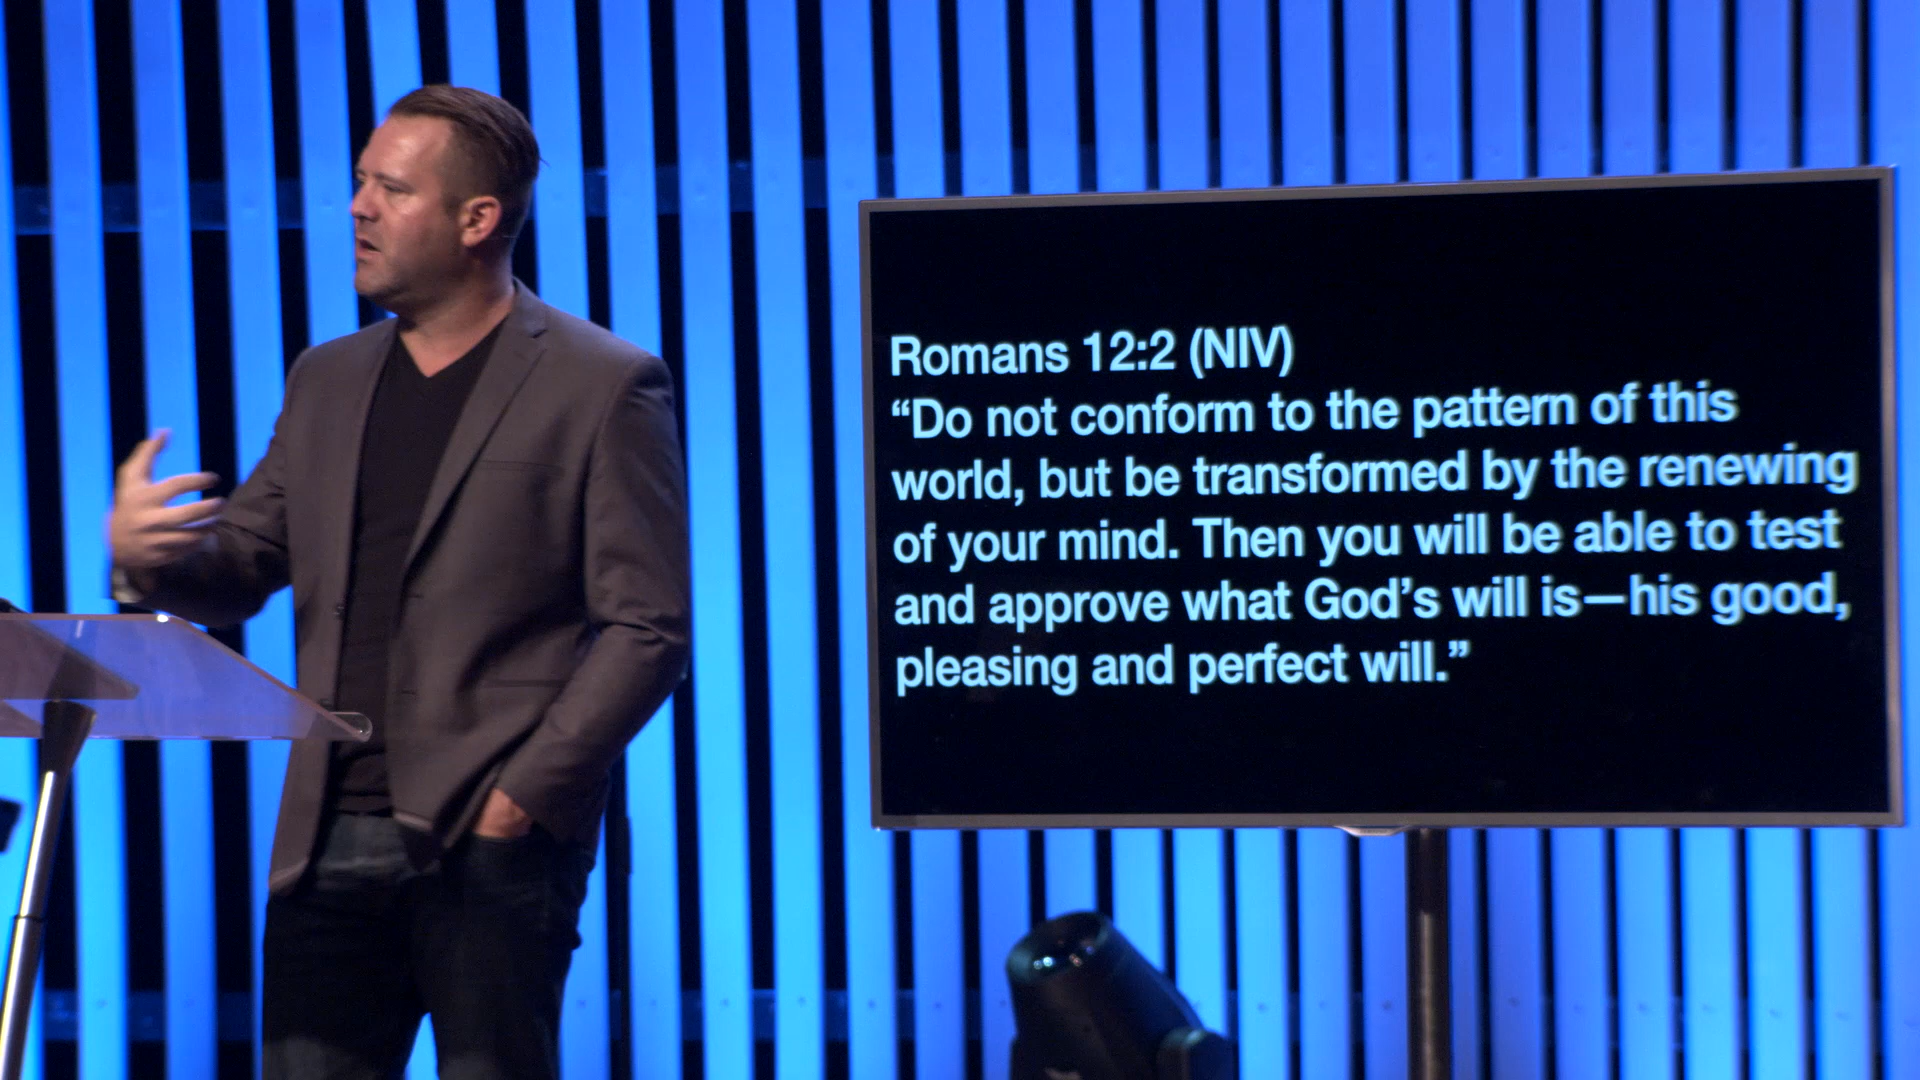 Romans 12:2 (NIV)
“Do not conform to the pattern of this
world, but be transformed by the renewing
of your mind. Then you will be able to test
and approve what God’s will is—his good,
pleasing and perfect will.”